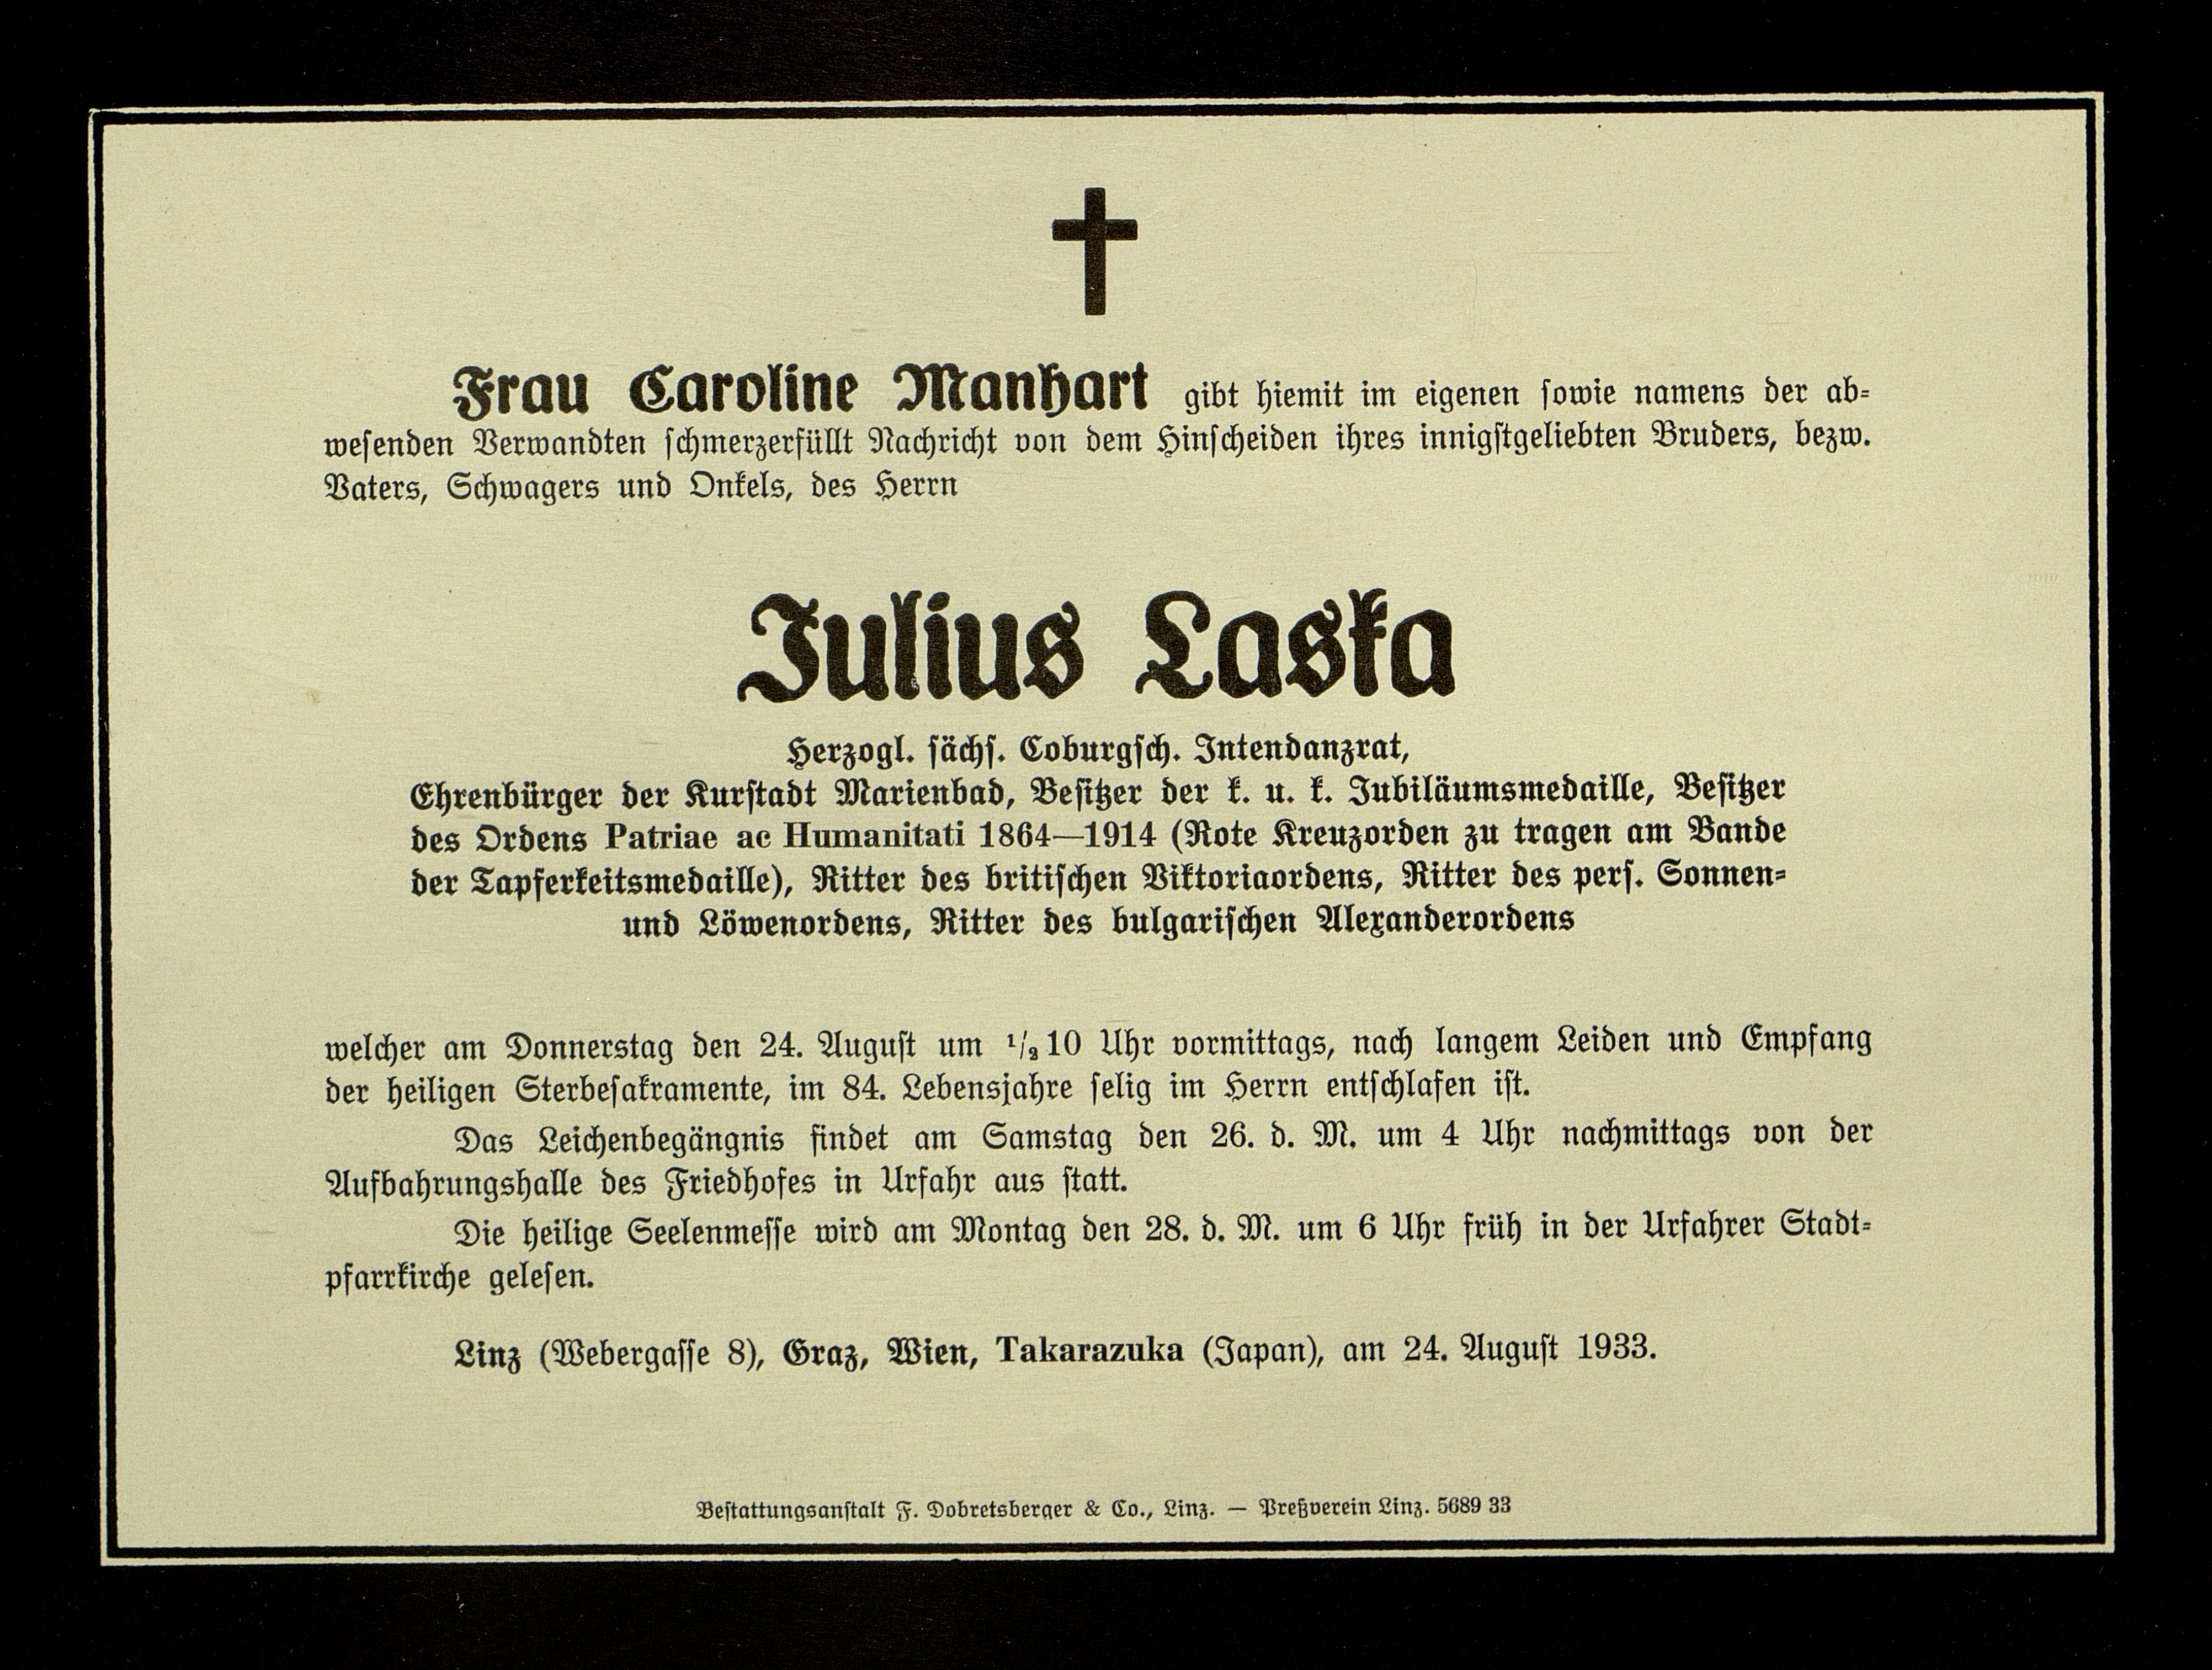 Frau Caroline Manhart gibt hiemit im eigenen sowie namens der ab-
wesenden Verwandten schmerzerfüllt Nachricht von dem Hinscheiden ihres innigstgeliebten Bruders, bezw.
Vaters, Schwagers und Onkels, des Herrn
Julius Laska
Herzogl. sächs. Coburgsch. Intendanzrat,
Ehrenbürger der Kurstadt Marienbad, Besitzer der k. u. k. Jubiläumsmedaille, Besitzer
des Ordens Patriae ac Humanitati 1864—1914 (Rote Kreuzorden zu tragen am Bande
der Tapferkeitsmedaille), Ritter des britischen Viktoriaordens, Ritter des pers. Sonnen-
und Löwenordens, Ritter des bulgarischen Alexanderordens
welcher am Donnerstag den 24. August um 1/2 10 Uhr vormittags, nach langem Leiden und Empfang
der heiligen Sterbesakramente, im 84. Lebensjahre selig im Herrn entschlafen ist.
Das Leichenbegängnis findet am Samstag den 26. d. M. um 4 Uhr nachmittags von der
Aufbahrungshalle des Friedhofes in Urfahr aus statt.
Die heilige Seelenmesse wird am Montag den 28. d. M. um 6 Uhr früh in der Urfahrer Stadt-
pfarrkirche gelesen.
Linz (Webergasse 8), Graz, Wien, Takarazuka (Japan), am 24. August 1933.
Bestattungsanstalt F. Dobretsberger & Co., Linz. — Preßverein Linz. 5689 33